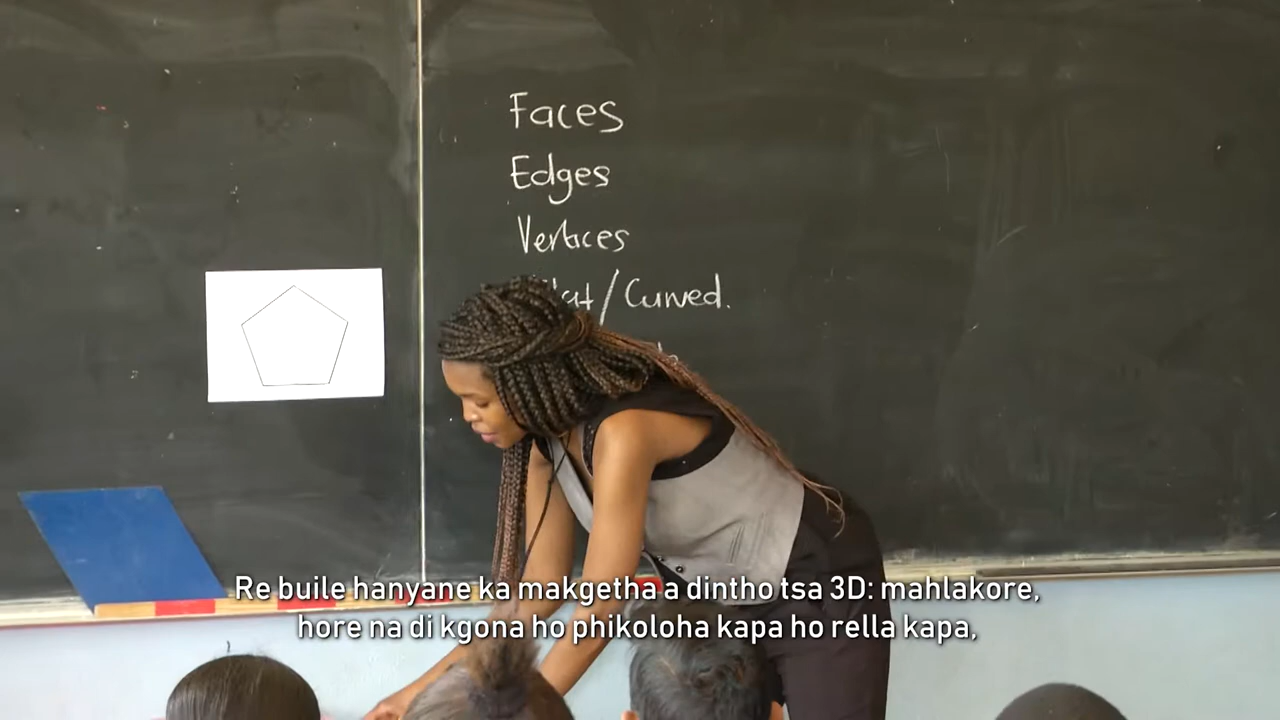 Faces
Edges
Vertices
/Curved.
Re buile hanyane ka makgetha a dintho tsa 3D: mahlakore,
hore na di kgona ho phikoloha kapa ho rella kapa,